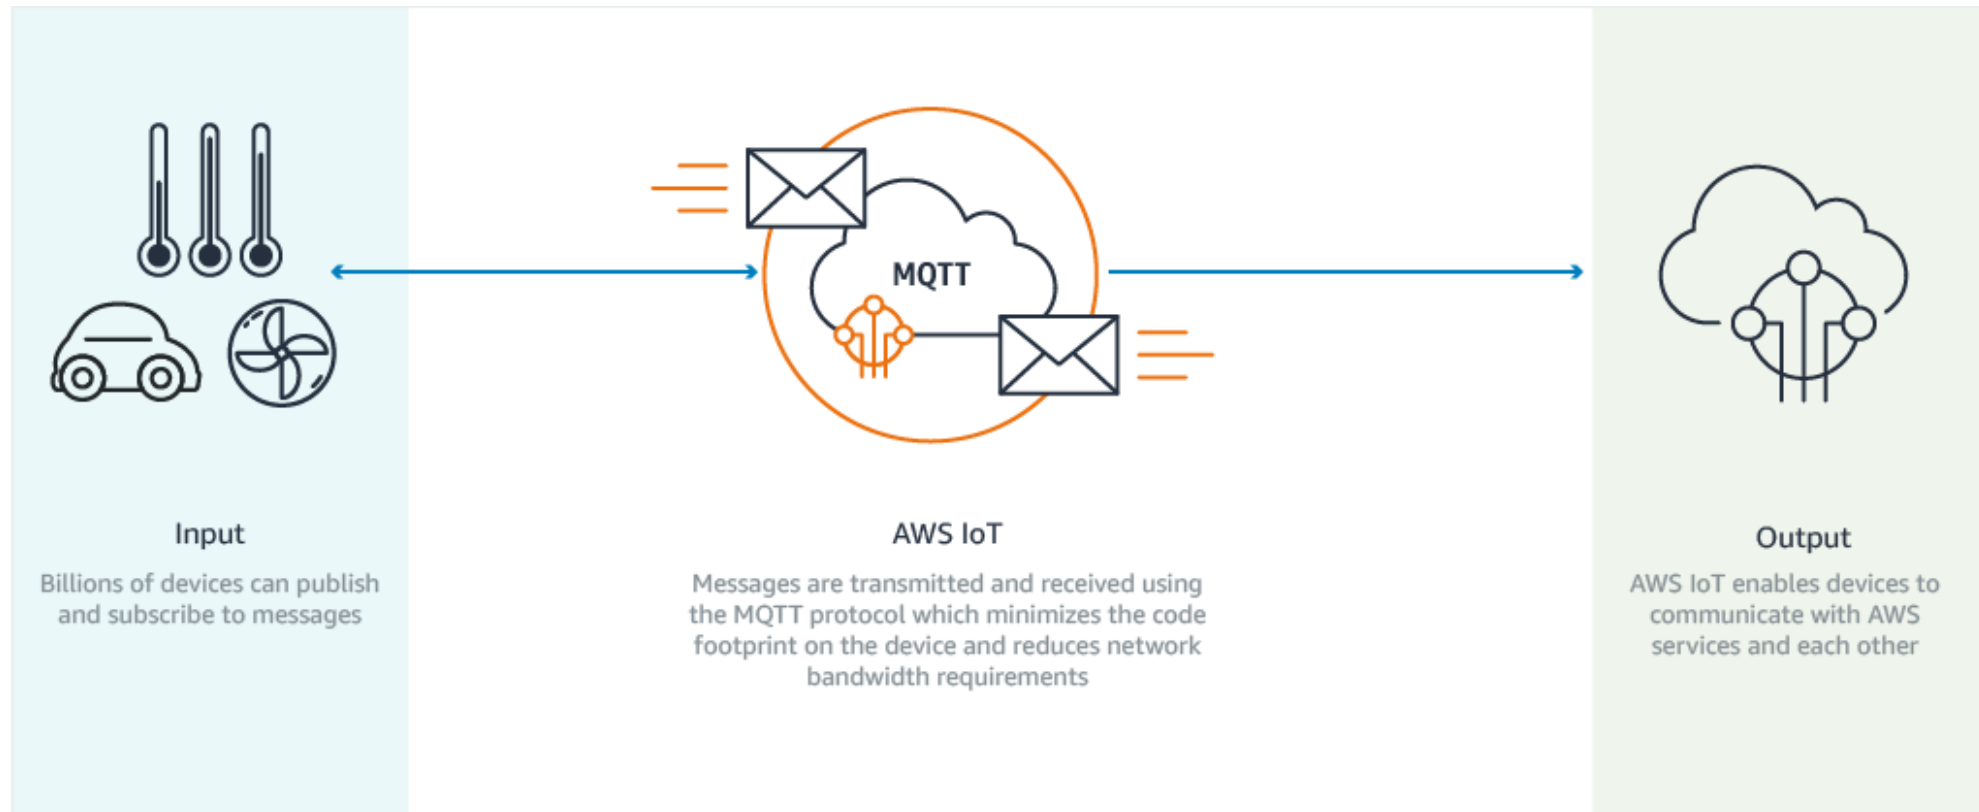 MQTT
Input
Billions of devices can publish
and subscribe to messages
AWS IoT
Messages are transmitted and received using
the MQTT protocol which minimizes the code
footprint on the device and reduces network
bandwidth requirements
Output
AWS IoT enables devices to
communicate with AWS
services and each other